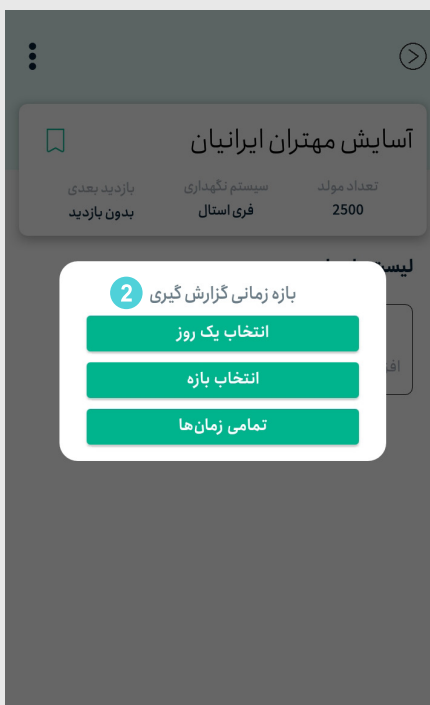 آسایش مهتران ایرانیان
تعداد مولد سیستم نگهداری بازدید بعدی
2500 فری استال بدون بازدید
بازه زمانی گزارش گیری 2
انتخاب یک روز
انتخاب بازه
تمامی زمان‌ها